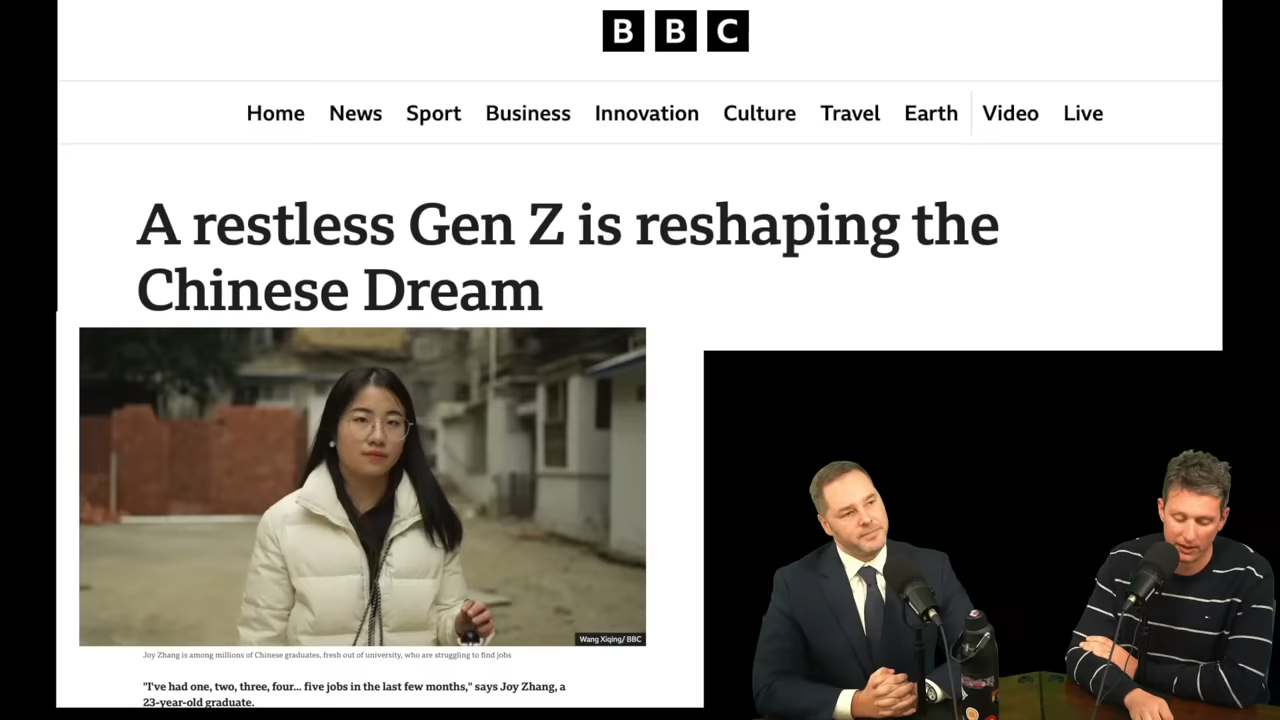 BBC
Home News Sport Business Innovation Culture Travel Earth Video Live
A restless Gen Z is reshaping the
Chinese Dream
Wang Xiqing/ BBC
Joy Zhang is among millions of Chinese graduates, fresh out of university, who are struggling to find jobs
"I've had one, two, three, four... five jobs in the last few months," says Joy Zhang, a
23-year-old graduate.